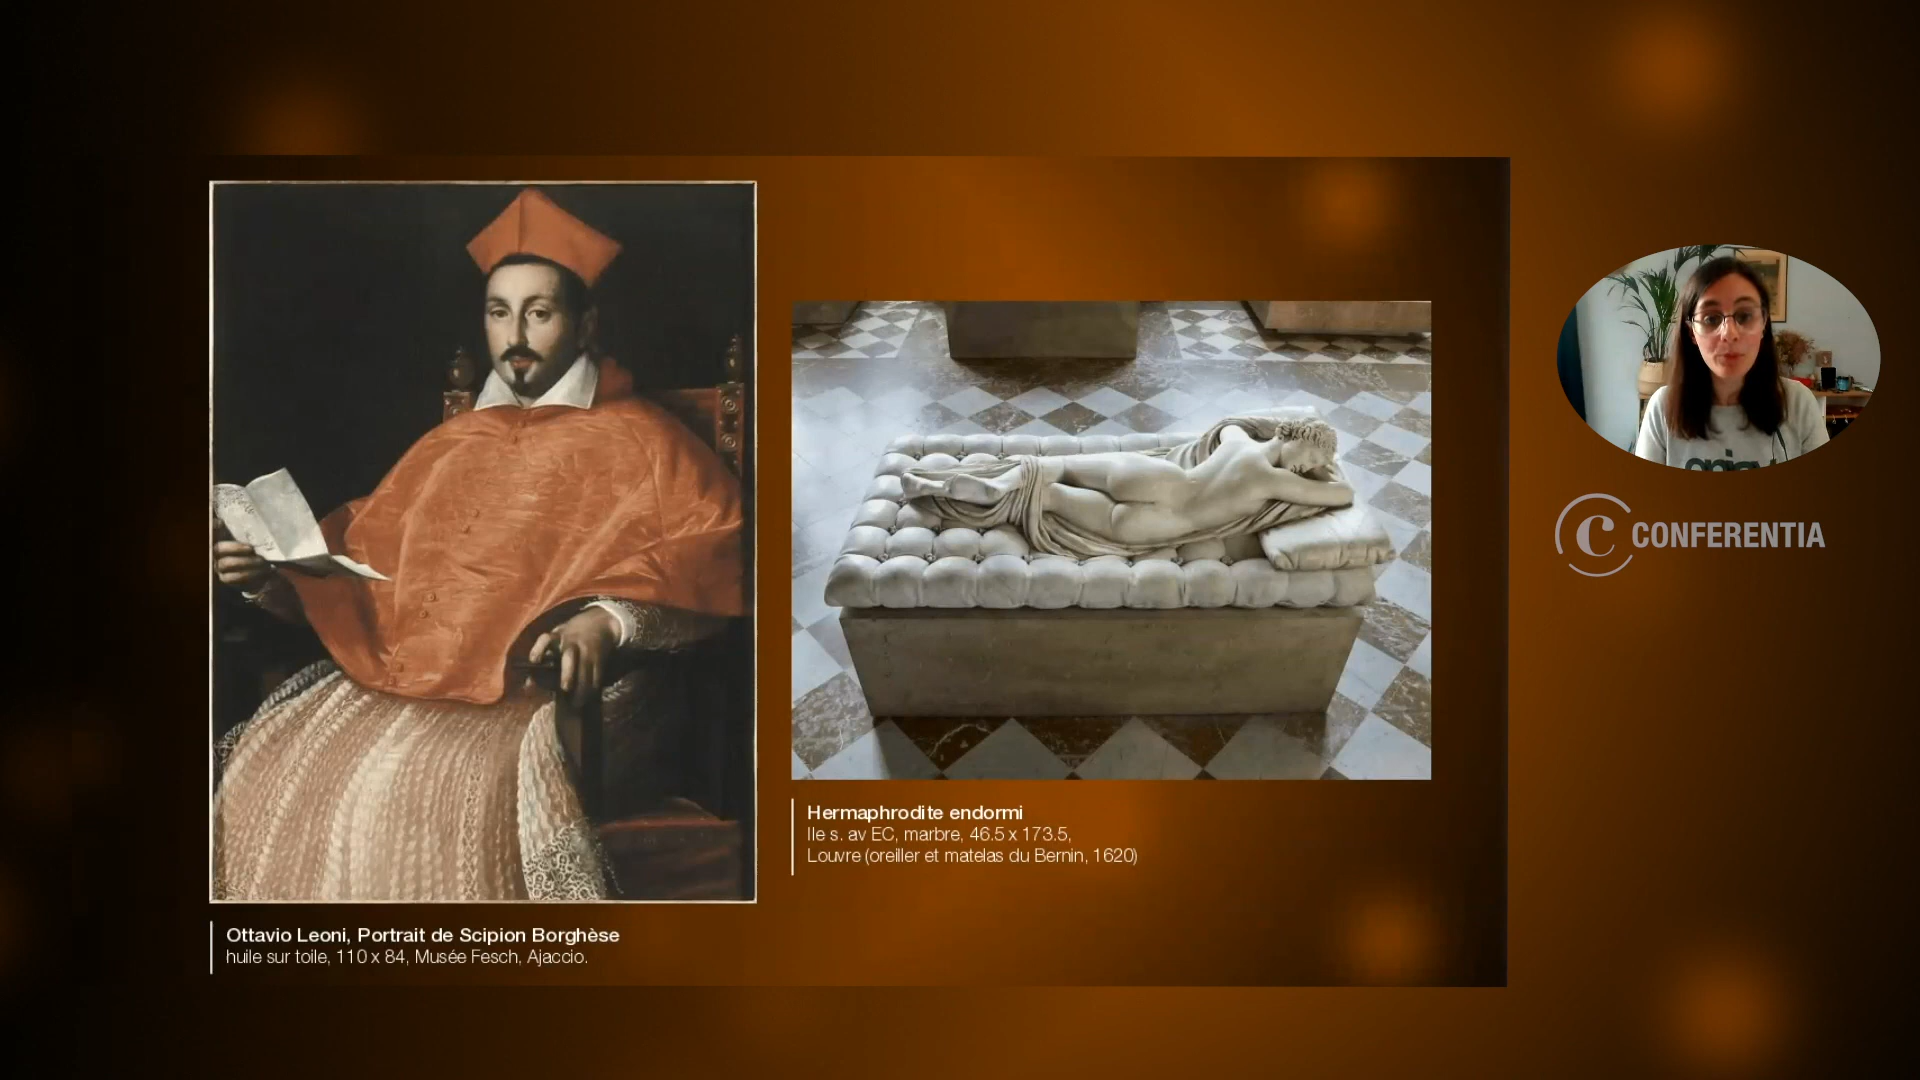 Hermaphrodite endormi
IIe s. av EC, marbre, 46.5 x 173.5,
Louvre (oreiller et matelas du Bernin, 1620)
Ottavio Leoni, Portrait de Scipion Borghèse
huile sur toile, 110 x 84, Musée Fesch, Ajaccio.
C CONFERENTIA